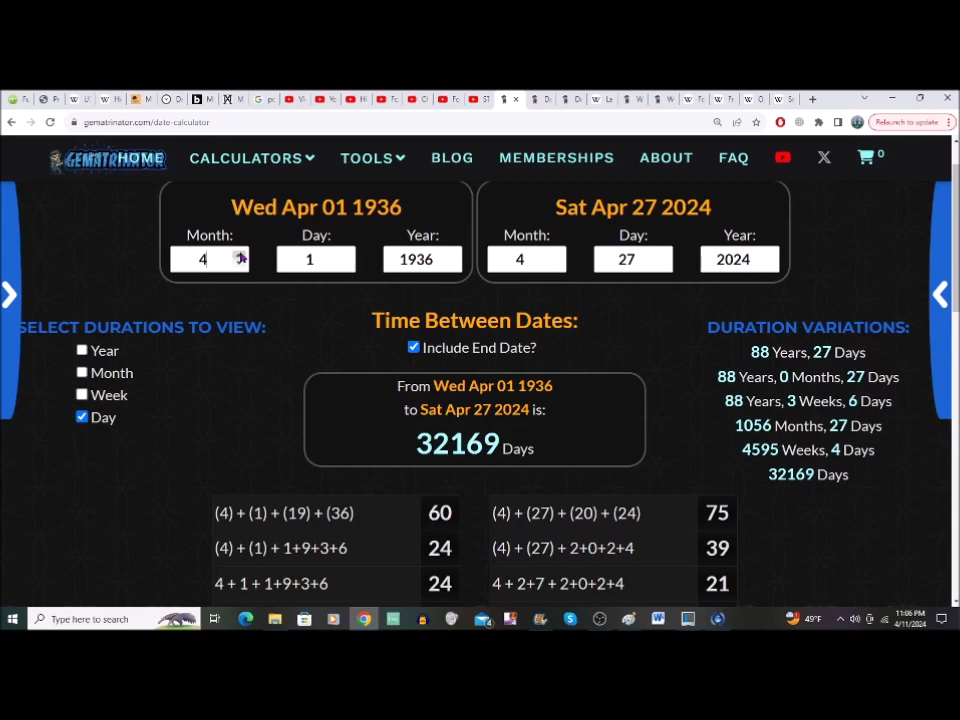 gematrinator.com/date-calculator
Relaunch to update
GEMATRINATOR
HOME CALCULATORS TOOLS BLOG MEMBERSHIPS ABOUT FAQ 0
Wed Apr 01 1936
Month: Day: Year:
4 1 1936
Sat Apr 27 2024
Month: Day: Year:
4 27 2024
SELECT DURATIONS TO VIEW:
Year
Month
Week
Day
Time Between Dates:
Include End Date?
From Wed Apr 01 1936
to Sat Apr 27 2024 is:
32169 Days
DURATION VARIATIONS:
88 Years, 27 Days
88 Years, 0 Months, 27 Days
88 Years, 3 Weeks, 6 Days
1056 Months, 27 Days
4595 Weeks, 4 Days
32169 Days
(4) + (1) + (19) + (36) 60
(4) + (1) + 1+9+3+6 24
4 + 1 + 1+9+3+6 24
(4) + (27) + (20) + (24) 75
(4) + (27) + 2+0+2+4 39
4 + 2+7 + 2+0+2+4 21
Type here to search
49°F
11:06 PM
4/11/2024